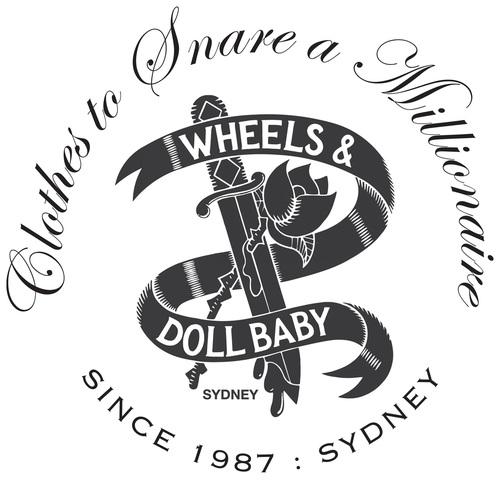 Clothes to Snare a Millionaire
WHEELS &
DOLL BABY
SYDNEY
SINCE 1987 : SYDNEY